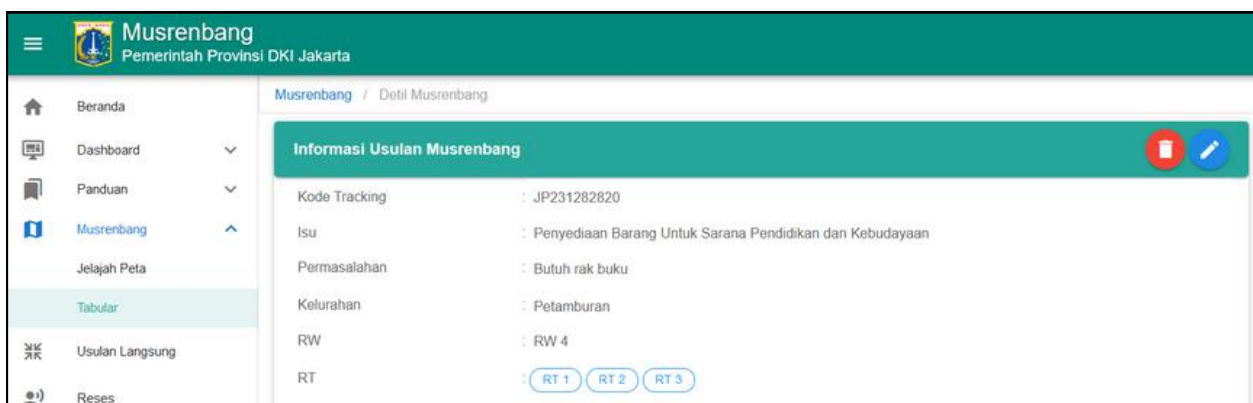 Musrenbang
Pemerintah Provinsi DKI Jakarta
Beranda
Dashboard
Panduan
Musrenbang
Jelajah Peta
Tabular
Usulan Langsung
Reses
Musrenbang / Detil Musrenbang
Informasi Usulan Musrenbang
Kode Tracking : JP231282820
Isu : Penyediaan Barang Untuk Sarana Pendidikan dan Kebudayaan
Permasalahan : Butuh rak buku
Kelurahan : Petamburan
RW : RW 4
RT : RT 1 RT 2 RT 3